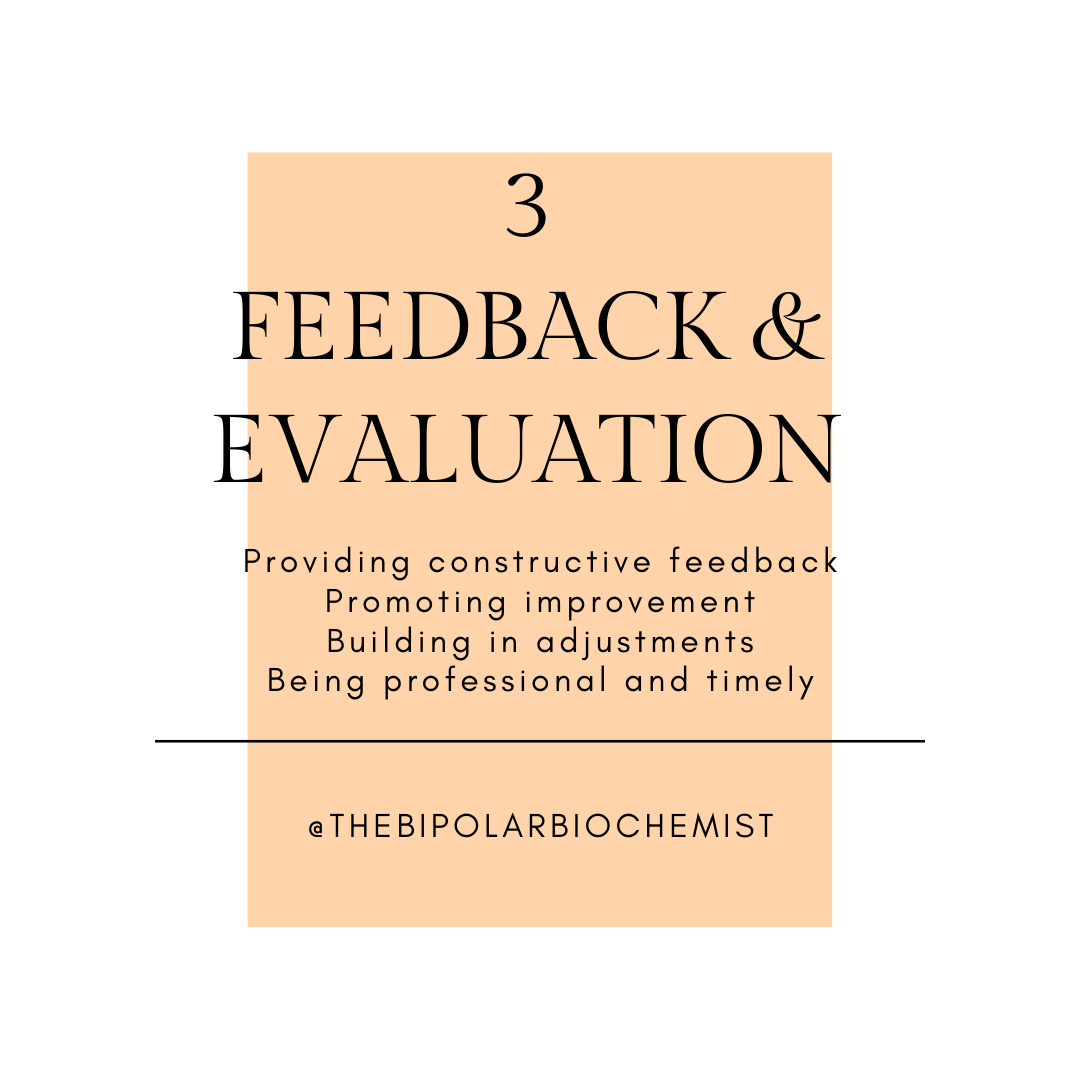 3
FEEDBACK &
EVALUATION
Providing constructive feedback
Promoting improvement
Building in adjustments
Being professional and timely
@THEBIPOLARBIOCHEMIST